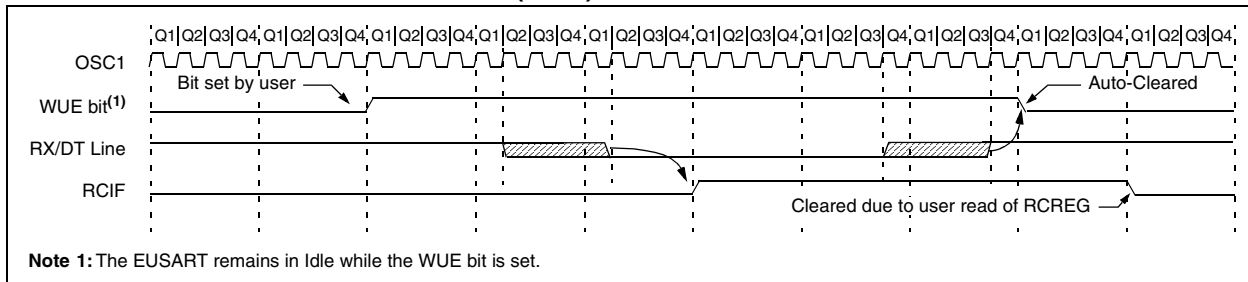 Q1 Q2 Q3 Q4 Q1 Q2 Q3 Q4 Q1 Q2 Q3 Q4 Q1 Q2 Q3 Q4 Q1 Q2 Q3 Q4 Q1 Q2 Q3 Q4 Q1 Q2 Q3 Q4 Q1 Q2 Q3 Q4 Q1 Q2 Q3 Q4 Q1 Q2 Q3 Q4
OSC1
Bit set by user
Auto-Cleared
WUE bit(1)
RX/DT Line
RCIF
Cleared due to user read of RCREG
Note 1: The EUSART remains in Idle while the WUE bit is set.